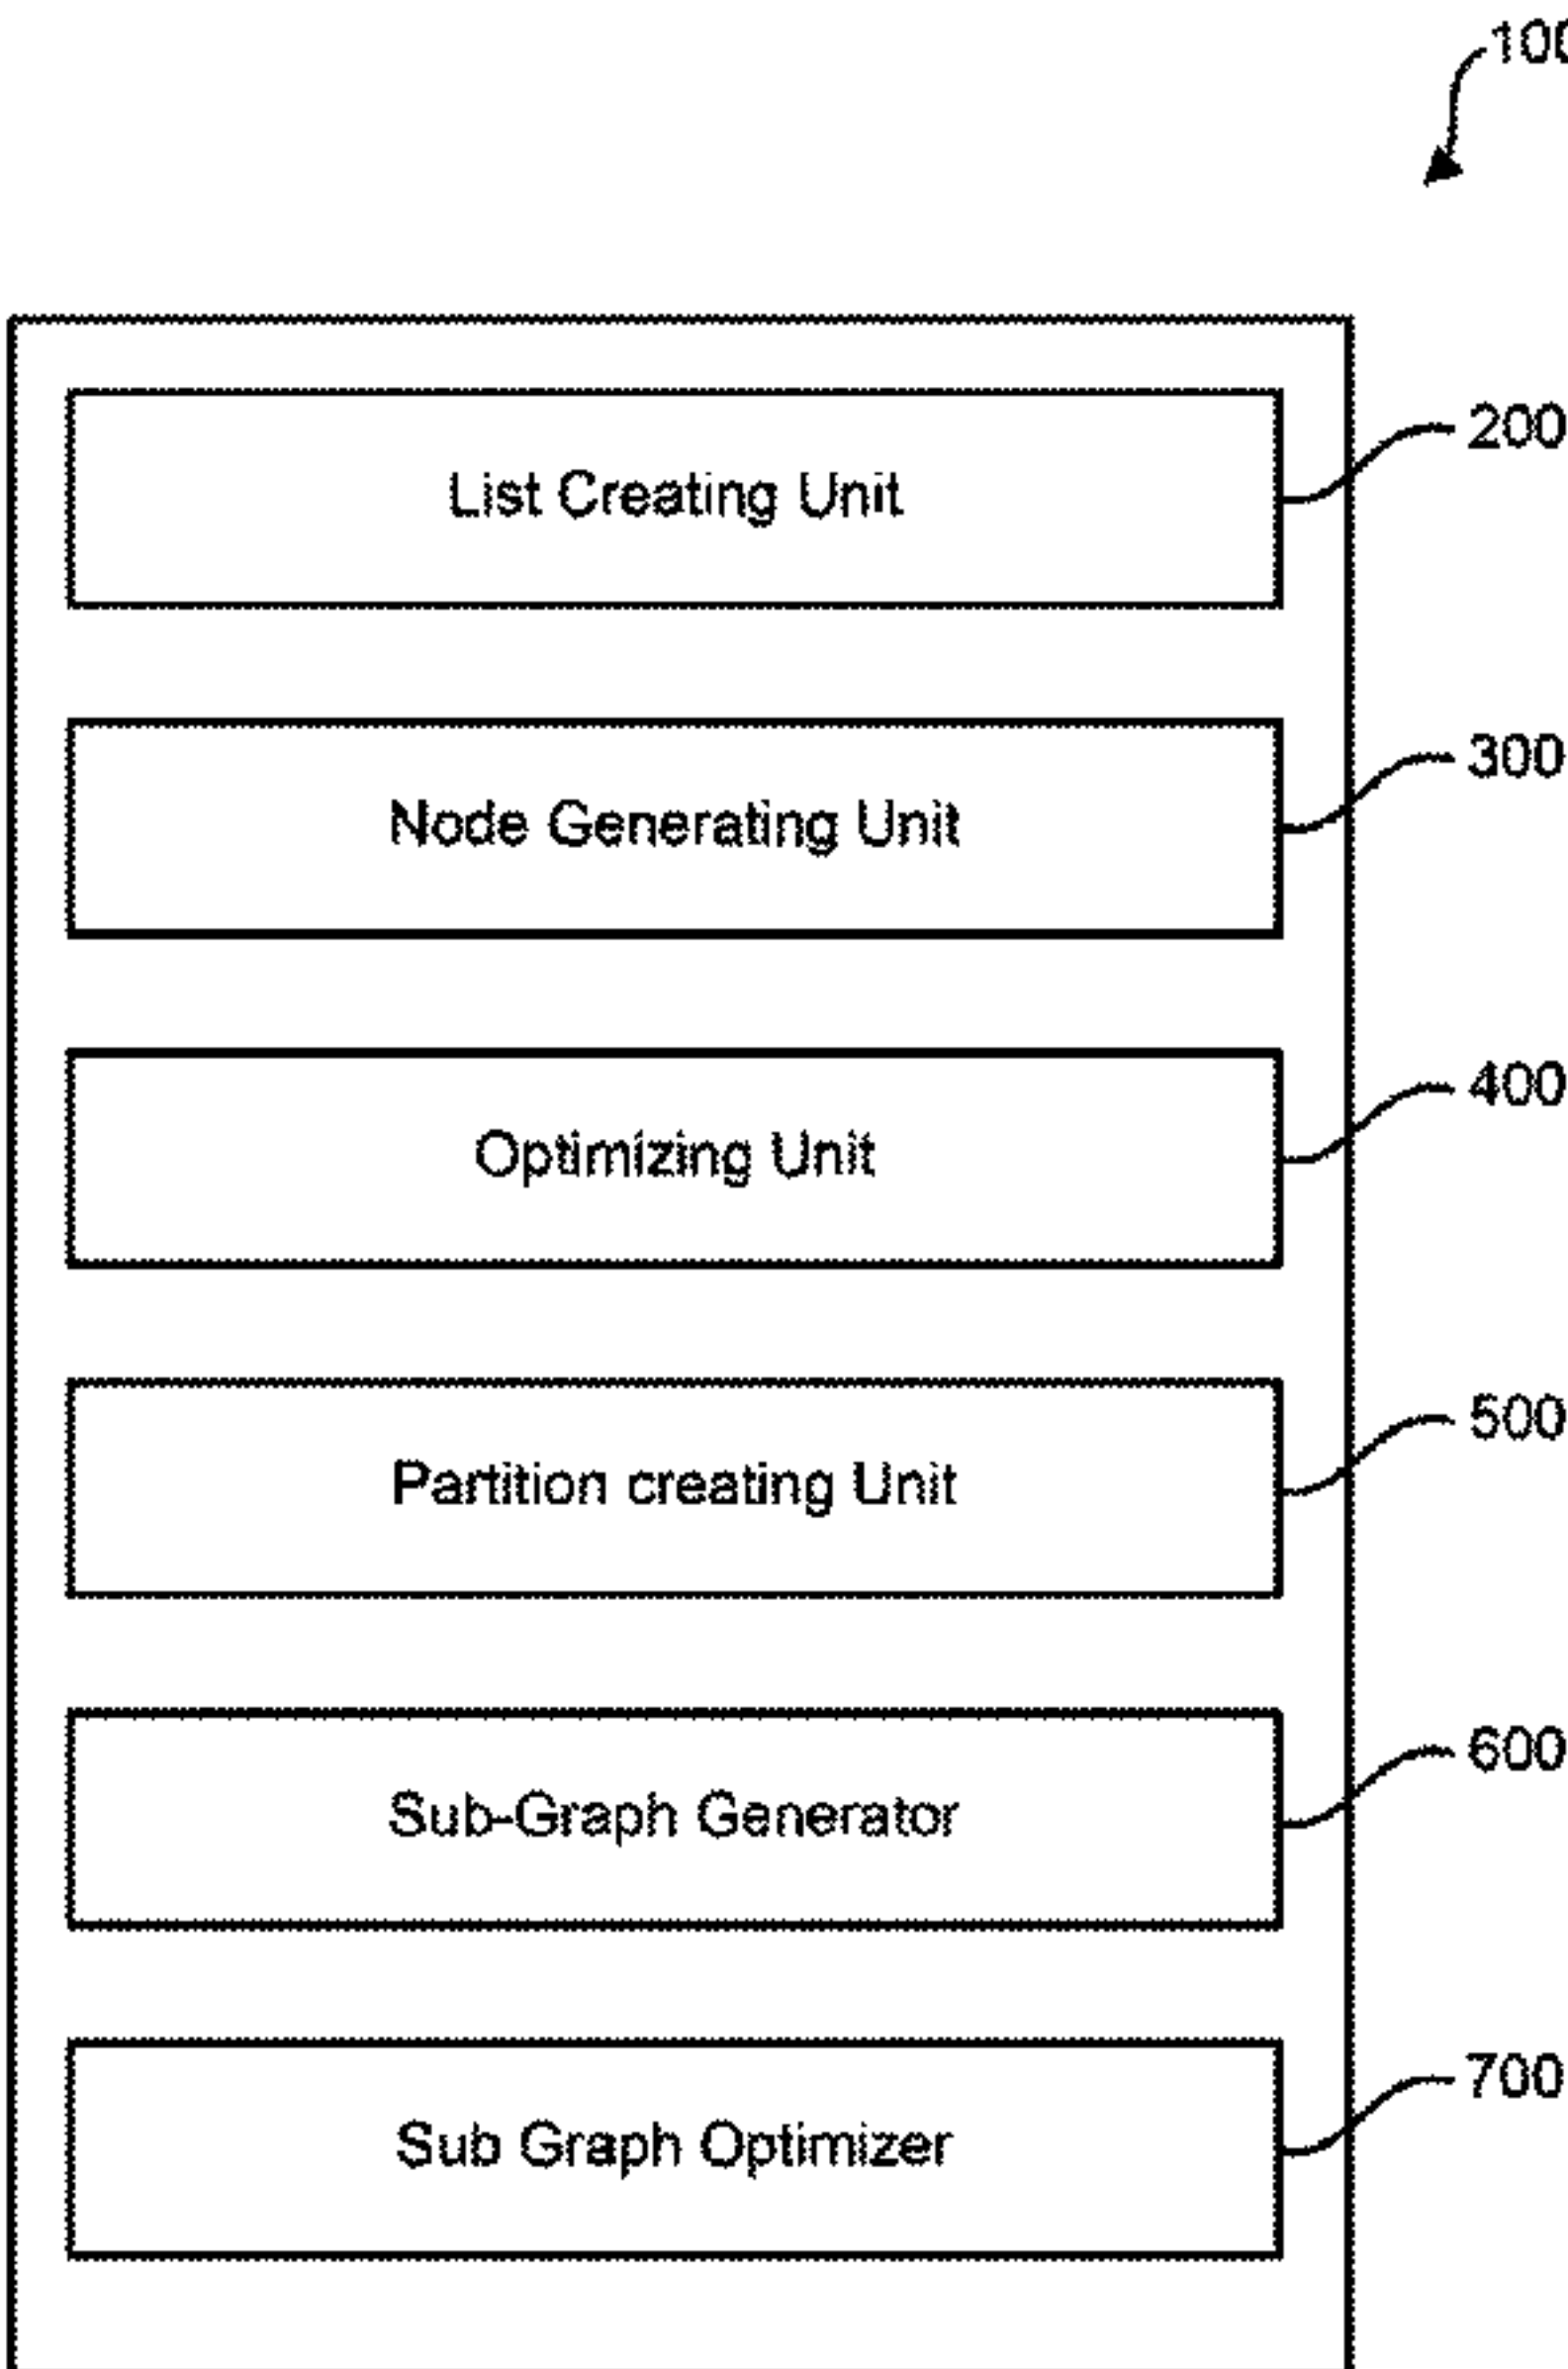 100
List Creating Unit
200
Node Generating Unit
300
Optimizing Unit
400
Partition creating Unit
500
Sub-Graph Generator
600
Sub Graph Optimizer
700